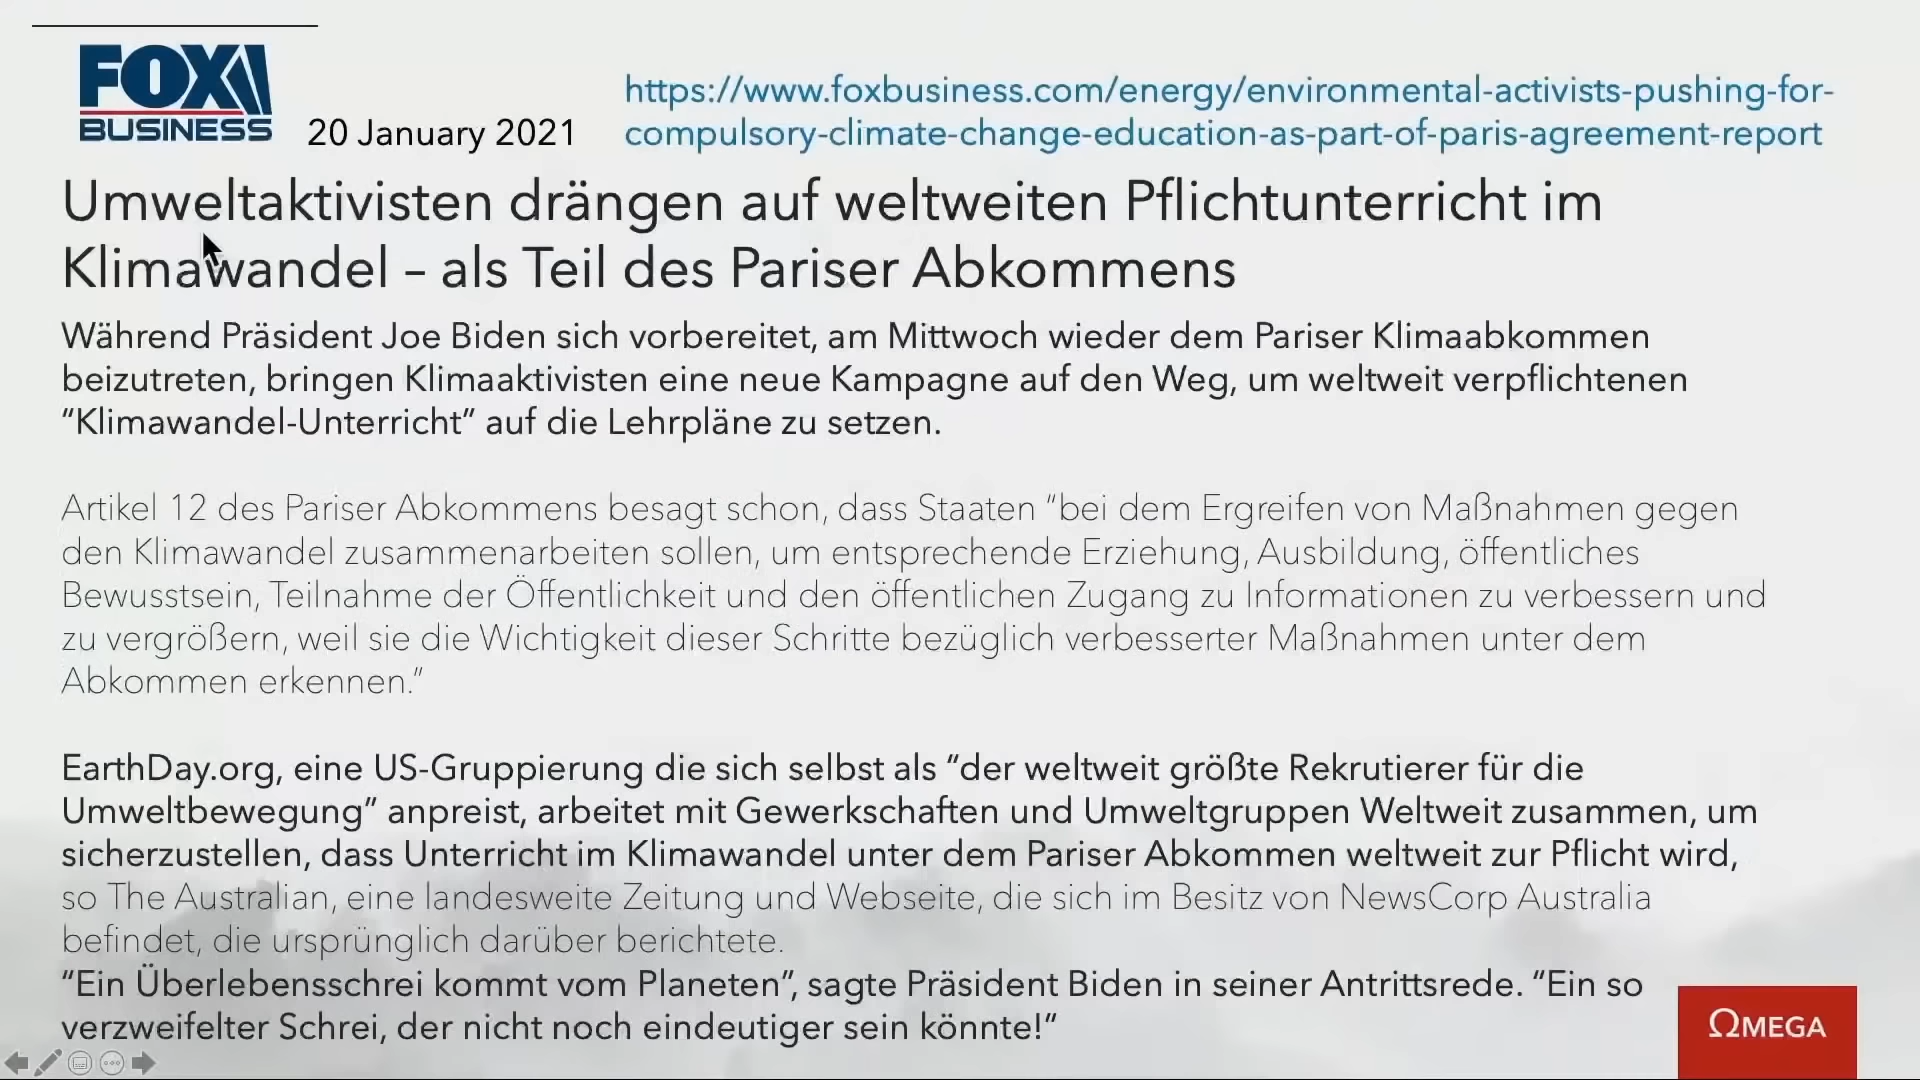 FOX
BUSINESS
20 January 2021
https://www.foxbusiness.com/energy/environmental-activists-pushing-for-
compulsory-climate-change-education-as-part-of-paris-agreement-report
Umweltaktivisten drängen auf weltweiten Pflichtunterricht im
Klimawandel – als Teil des Pariser Abkommens
Während Präsident Joe Biden sich vorbereitet, am Mittwoch wieder dem Pariser Klimaabkommen
beizutreten, bringen Klimaaktivisten eine neue Kampagne auf den Weg, um weltweit verpflichtenen
“Klimawandel-Unterricht” auf die Lehrpläne zu setzen.
Artikel 12 des Pariser Abkommens besagt schon, dass Staaten “bei dem Ergreifen von Maßnahmen gegen
den Klimawandel zusammenarbeiten sollen, um entsprechende Erziehung, Ausbildung, öffentliches
Bewusstsein, Teilnahme der Öffentlichkeit und den öffentlichen Zugang zu Informationen zu verbessern und
zu vergrößern, weil sie die Wichtigkeit dieser Schritte bezüglich verbesserter Maßnahmen unter dem
Abkommen erkennen.”
EarthDay.org, eine US-Gruppierung die sich selbst als “der weltweit größte Rekrutierer für die
Umweltbewegung” anpreist, arbeitet mit Gewerkschaften und Umweltgruppen Weltweit zusammen, um
sicherzustellen, dass Unterricht im Klimawandel unter dem Pariser Abkommen weltweit zur Pflicht wird,
so The Australian, eine landesweite Zeitung und Webseite, die sich im Besitz von NewsCorp Australia
befindet, die ursprünglich darüber berichtete.
“Ein Überlebensschrei kommt vom Planeten”, sagte Präsident Biden in seiner Antrittsrede. “Ein so
verzweifelter Schrei, der nicht noch eindeutiger sein könnte!”
ΩMEGA